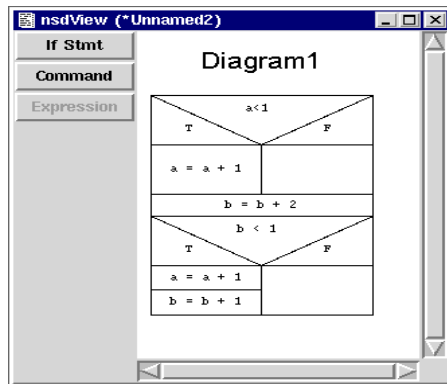 nsdView (*Unnamed2)
If Stmt
Command
Expression
Diagram1
a<1
T F
a = a + 1
b = b + 2
b < 1
T F
a = a + 1
b = b + 1